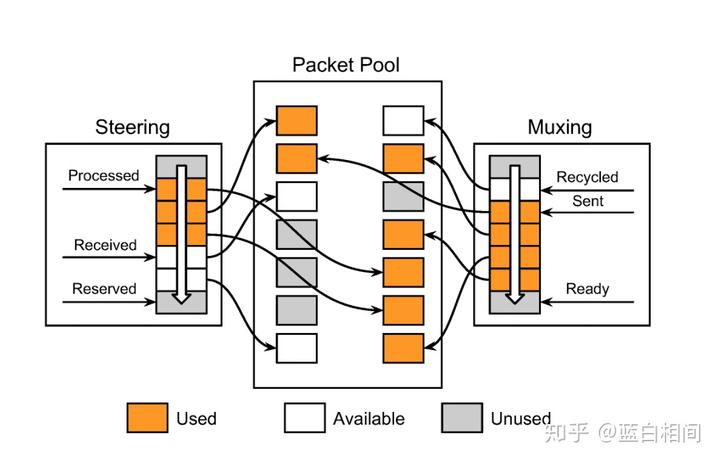 Packet Pool
Steering
Muxing
Processed
Recycled
Sent
Received
Reserved
Ready
Used
Available
Unused
知乎 @蓝白相间